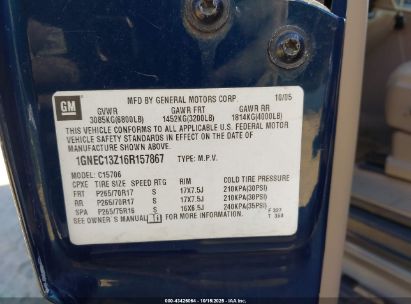 GM
MFD BY GENERAL MOTORS CORP. 10/05
GVWR GAWR FRT GAWR RR
3085KG(6800LB) 1452KG(3200LB) 1814KG(4000LB)
THIS VEHICLE CONFORMS TO ALL APPLICABLE U.S. FEDERAL MOTOR
VEHICLE SAFETY STANDARDS IN EFFECT ON THE DATE OF
MANUFACTURE SHOWN ABOVE.
1GNEC13Z16R157867 TYPE: M.P.V.
MODEL: C15706
TIRE SIZE SPEED RTG RIM COLD TIRE PRESSURE
FRT P265/70R17 S 17X7.5J 210KPA(30PSI)
RR P265/70R17 S 17X7.5J 210KPA(30PSI)
SPA P265/75R16 S 16X6.5J 240KPA(35PSI)
SEE OWNER'S MANUAL FOR MORE INFORMATION.